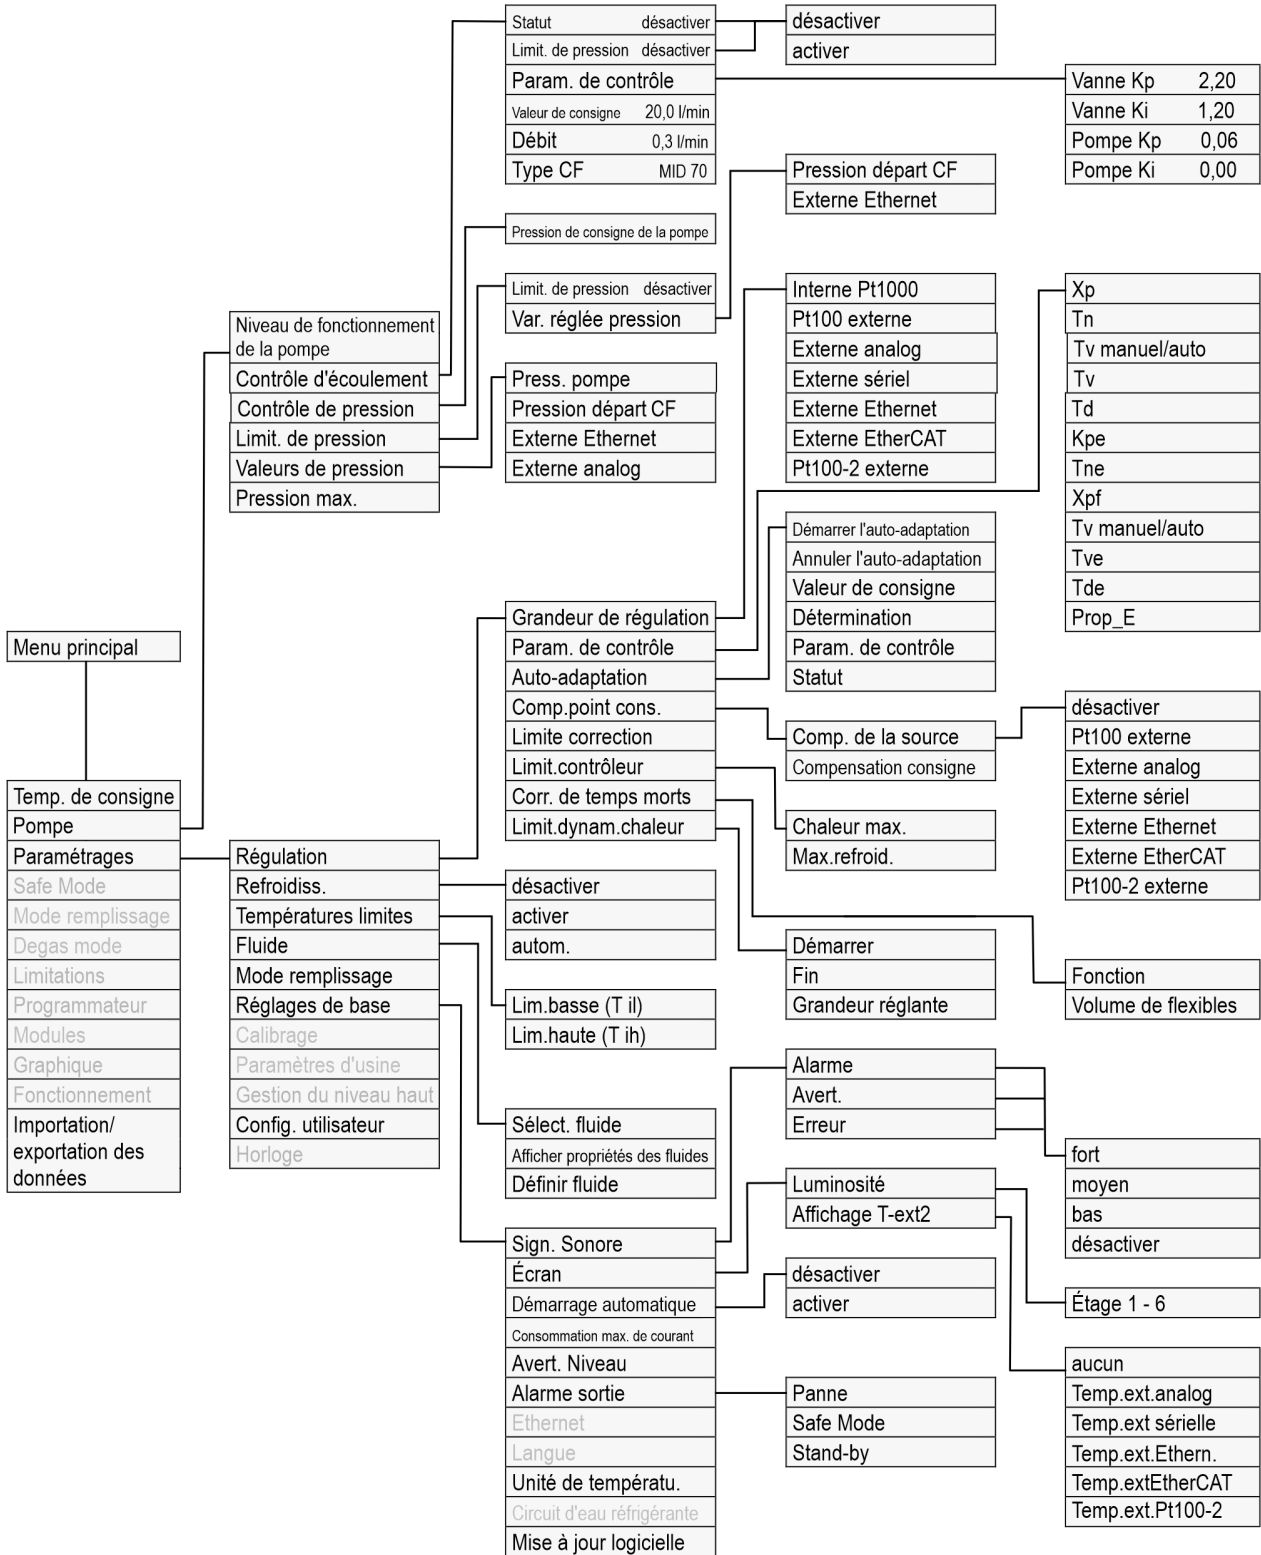 Menu principal
Temp. de consigne
Pompe
Paramétrages
Safe Mode
Mode remplissage
Degas mode
Limitations
Programmateur
Modules
Graphique
Fonctionnement
Importation/
exportation des
données
Niveau de fonctionnement
de la pompe
Contrôle d'écoulement
Contrôle de pression
Limit. de pression
Valeurs de pression
Pression max.
Régulation
Refroidiss.
Températures limites
Fluide
Mode remplissage
Réglages de base
Calibrage
Paramètres d'usine
Gestion du niveau haut
Config. utilisateur
Horloge
Statut désactiver
Limit. de pression désactiver
Param. de contrôle
Valeur de consigne 20,0 l/min
Débit 0,3 l/min
Type CF MID 70
Pression de consigne de la pompe
Limit. de pression désactiver
Var. réglée pression
Press. pompe
Pression départ CF
Externe Ethernet
Externe analog
Grandeur de régulation
Param. de contrôle
Auto-adaptation
Comp.point cons.
Limite correction
Limit.contrôleur
Corr. de temps morts
Limit.dynam.chaleur
désactiver
activer
autom.
Lim.basse (T il)
Lim.haute (T ih)
Sélect. fluide
Afficher propriétés des fluides
Définir fluide
Sign. Sonore
Écran
Démarrage automatique
Consommation max. de courant
Avert. Niveau
Alarme sortie
Ethernet
Langue
Unité de températu.
Circuit d'eau réfrigérante
Mise à jour logicielle
désactiver
activer
Pression départ CF
Externe Ethernet
Interne Pt1000
Pt100 externe
Externe analog
Externe sériel
Externe Ethernet
Externe EtherCAT
Pt100-2 externe
Démarrer l'auto-adaptation
Annuler l'auto-adaptation
Valeur de consigne
Détermination
Param. de contrôle
Statut
Comp. de la source
Compensation consigne
Chaleur max.
Max.refroid.
Démarrer
Fin
Grandeur réglante
Alarme
Avert.
Erreur
Luminosité
Affichage T-ext2
désactiver
activer
Panne
Safe Mode
Stand-by
Vanne Kp 2,20
Vanne Ki 1,20
Pompe Kp 0,06
Pompe Ki 0,00
Xp
Tn
Tv manuel/auto
Tv
Td
Kpe
Tne
Xpf
Tv manuel/auto
Tve
Tde
Prop_E
désactiver
Pt100 externe
Externe analog
Externe sériel
Externe Ethernet
Externe EtherCAT
Pt100-2 externe
Fonction
Volume de flexibles
fort
moyen
bas
désactiver
Étage 1 - 6
aucun
Temp.ext.analog
Temp.ext sérielle
Temp.ext.Ethern.
Temp.extEtherCAT
Temp.ext.Pt100-2